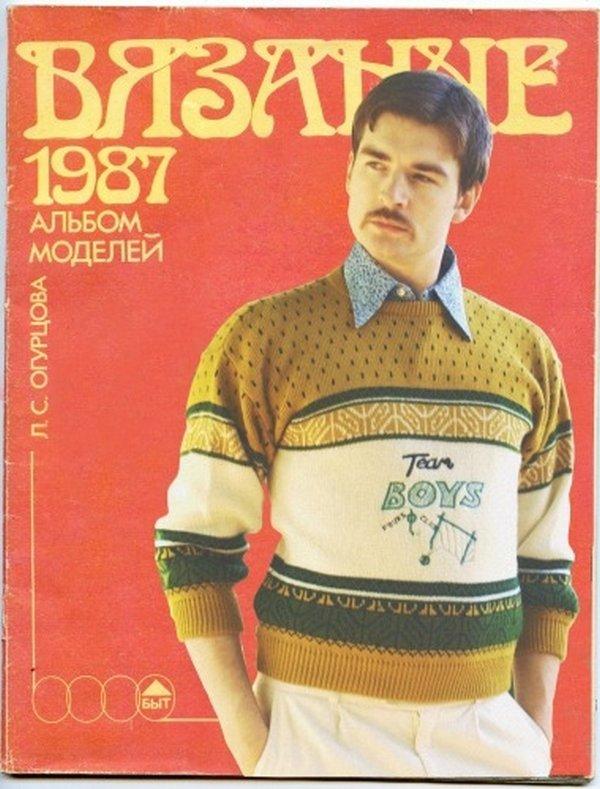 ВЯЗАНИЕ
1987
АЛЬБОМ
МОДЕЛЕЙ
Л. С. ОГУРЦОВА
Team
BOYS
БЫТ